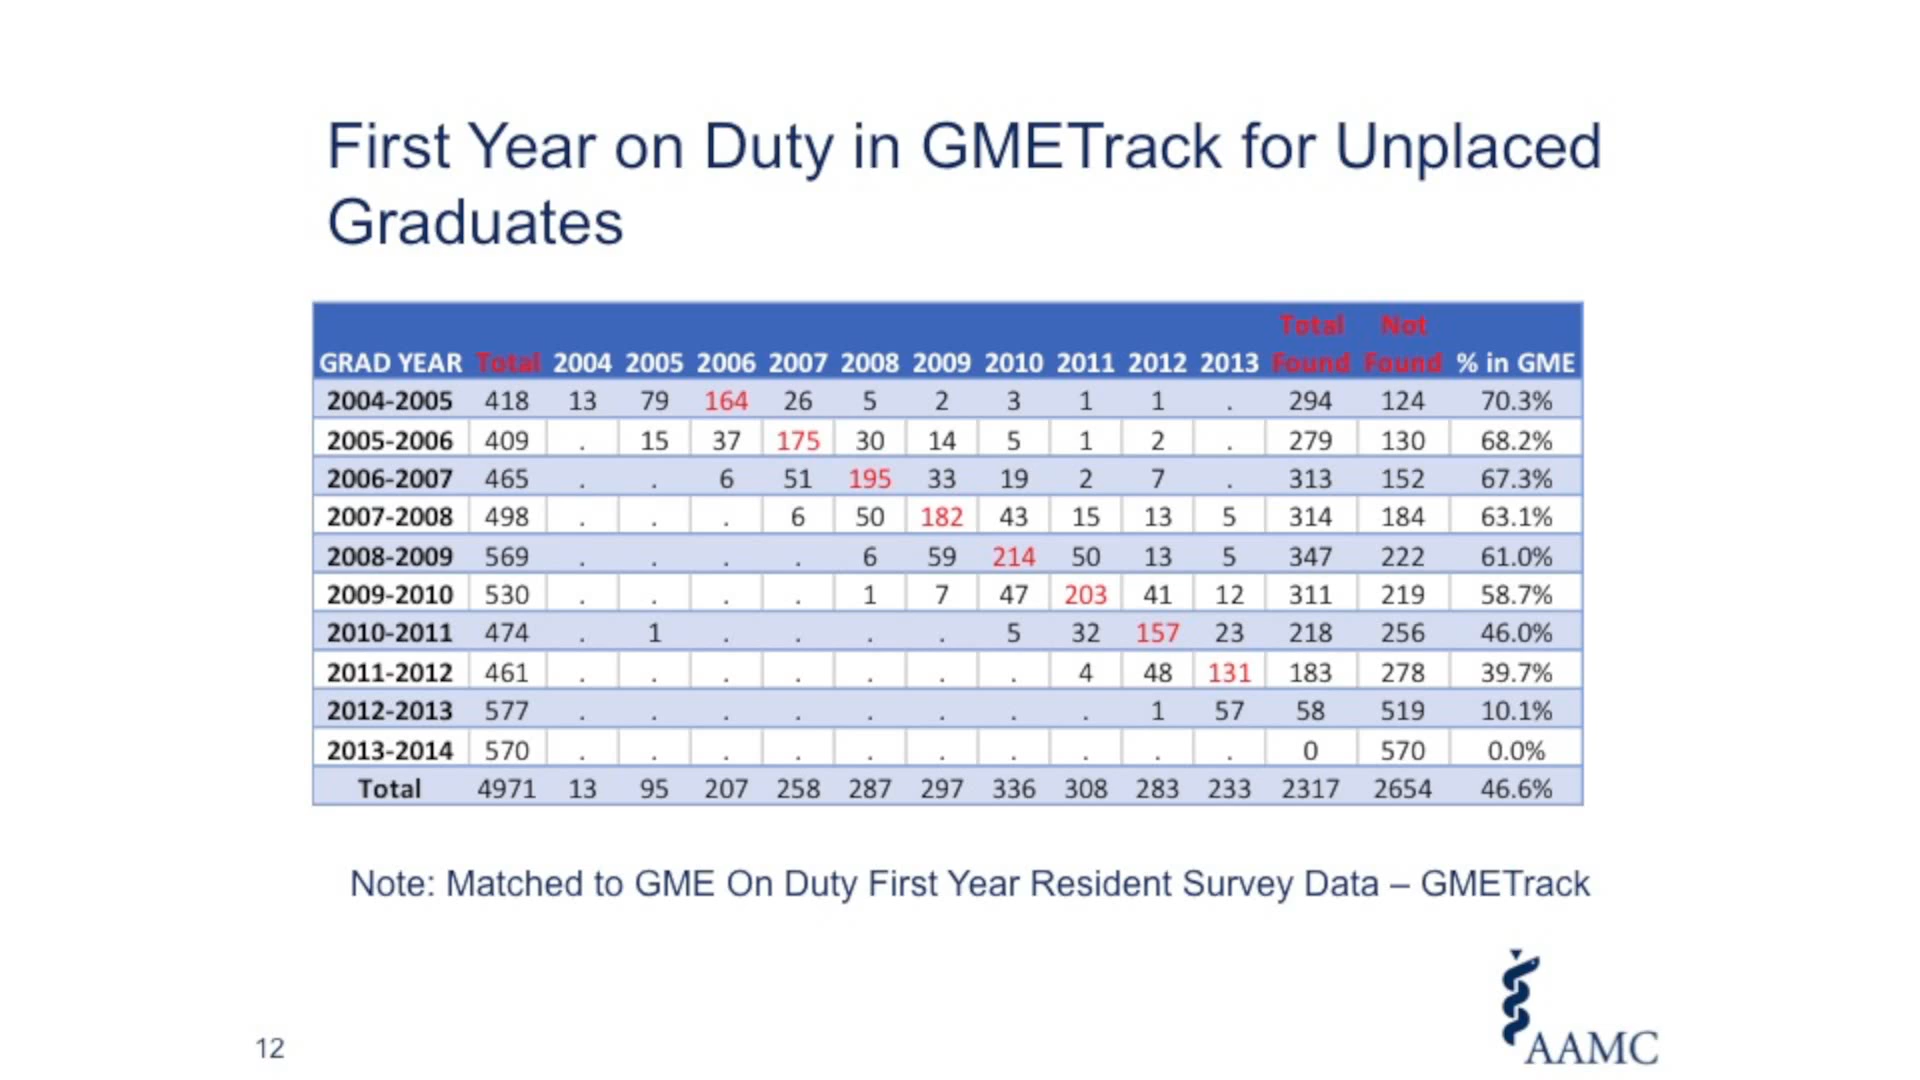 First Year on Duty in GMETrack for Unplaced
Graduates
GRAD YEAR Total 2004 2005 2006 2007 2008 2009 2010 2011 2012 2013 Total Found Not Found % in GME
2004-2005 418 13 79 164 26 5 2 3 1 1 . 294 124 70.3%
2005-2006 409 . 15 37 175 30 14 5 1 2 . 279 130 68.2%
2006-2007 465 . . 6 51 195 33 19 2 7 . 313 152 67.3%
2007-2008 498 . . . 6 50 182 43 15 13 5 314 184 63.1%
2008-2009 569 . . . . 6 59 214 50 13 5 347 222 61.0%
2009-2010 530 . . . . 1 7 47 203 41 12 311 219 58.7%
2010-2011 474 . 1 . . . . 5 32 157 23 218 256 46.0%
2011-2012 461 . . . . . . . 4 48 131 183 278 39.7%
2012-2013 577 . . . . . . . . 1 57 58 519 10.1%
2013-2014 570 . . . . . . . . . . 0 570 0.0%
Total 4971 13 95 207 258 287 297 336 308 283 233 2317 2654 46.6%
Note: Matched to GME On Duty First Year Resident Survey Data – GMETrack
12
AAMC